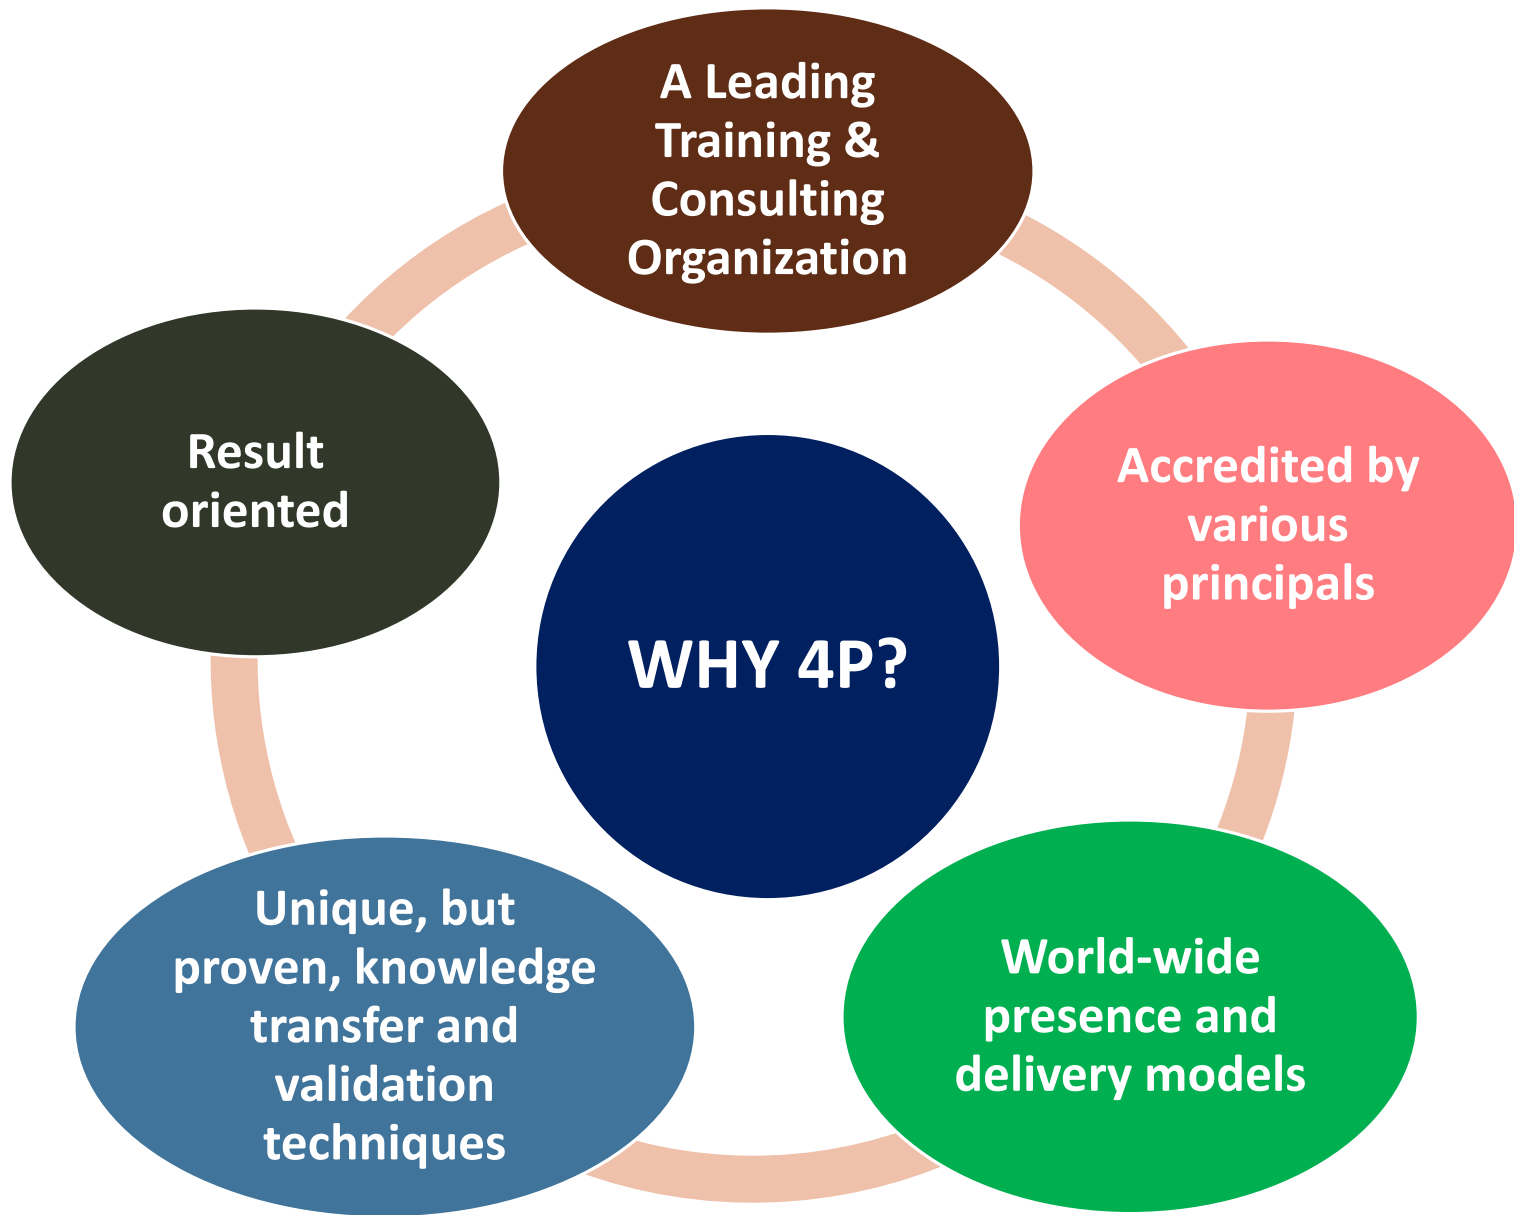 A Leading
Training &
Consulting
Organization
Accredited by
various
principals
World-wide
presence and
delivery models
Unique, but
proven, knowledge
transfer and
validation
techniques
Result
oriented
WHY 4P?